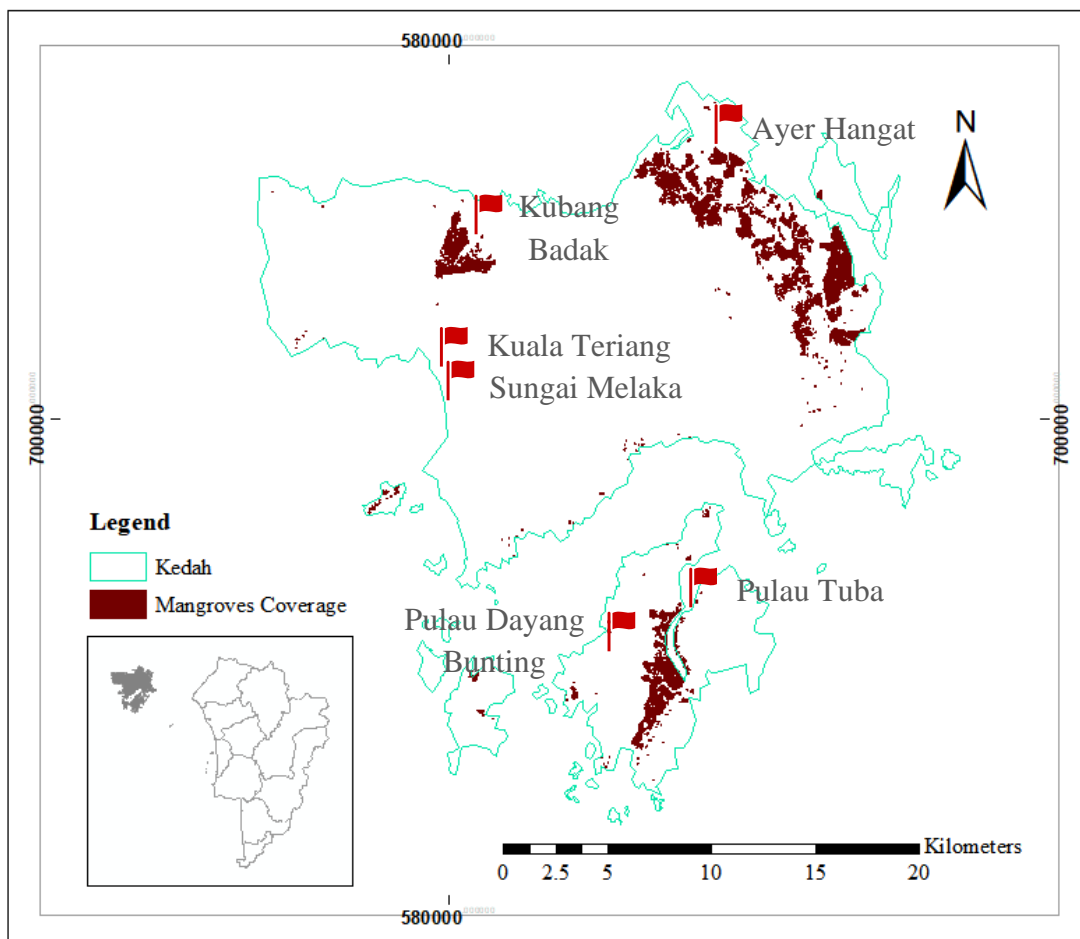 580000
N
Ayer Hangat
Kubang
Badak
Kuala Teriang
Sungai Melaka
700000
700000
Legend
Kedah
Mangroves Coverage
Pulau Tuba
Pulau Dayang
Bunting
Kilometers
0 2.5 5 10 15 20
580000